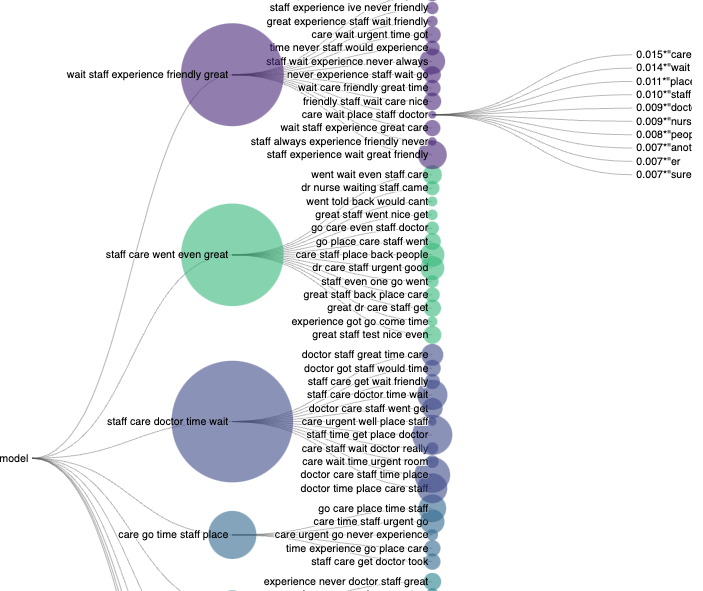 staff experience ive never friendly
great experience staff wait friendly
care wait urgent time got
time never staff would experience
staff wait experience never always
wait staff experience friendly great
never experience staff wait go
wait care friendly great time
friendly staff wait care nice
care wait place staff doctor
wait staff experience great care
staff always experience friendly never
staff experience wait great friendly
0.015*"care
0.014*"wait
0.011*"place
0.010*"staff
0.009*"docto
0.009*"nurs
0.008*"peop
0.007*"anot
0.007*"er
0.007*"sure
went wait even staff care
dr nurse waiting staff came
went told back would cant
great staff went nice get
go care even staff doctor
go place care staff went
staff care went even great
care staff place back people
dr care staff urgent good
staff even one go went
great staff back place care
great dr care staff get
experience got go come time
great staff test nice even
doctor staff great time care
doctor got staff would time
staff care get wait friendly
staff care doctor time wait
doctor care staff went get
staff care doctor time wait
care urgent well place staff
staff time get place doctor
care staff wait doctor really
care wait time urgent room
model
doctor care staff time place
doctor time place care staff
go care place time staff
care time staff urgent go
care go time staff place
care urgent go never experience
time experience go place care
staff care get doctor took
experience never doctor staff great